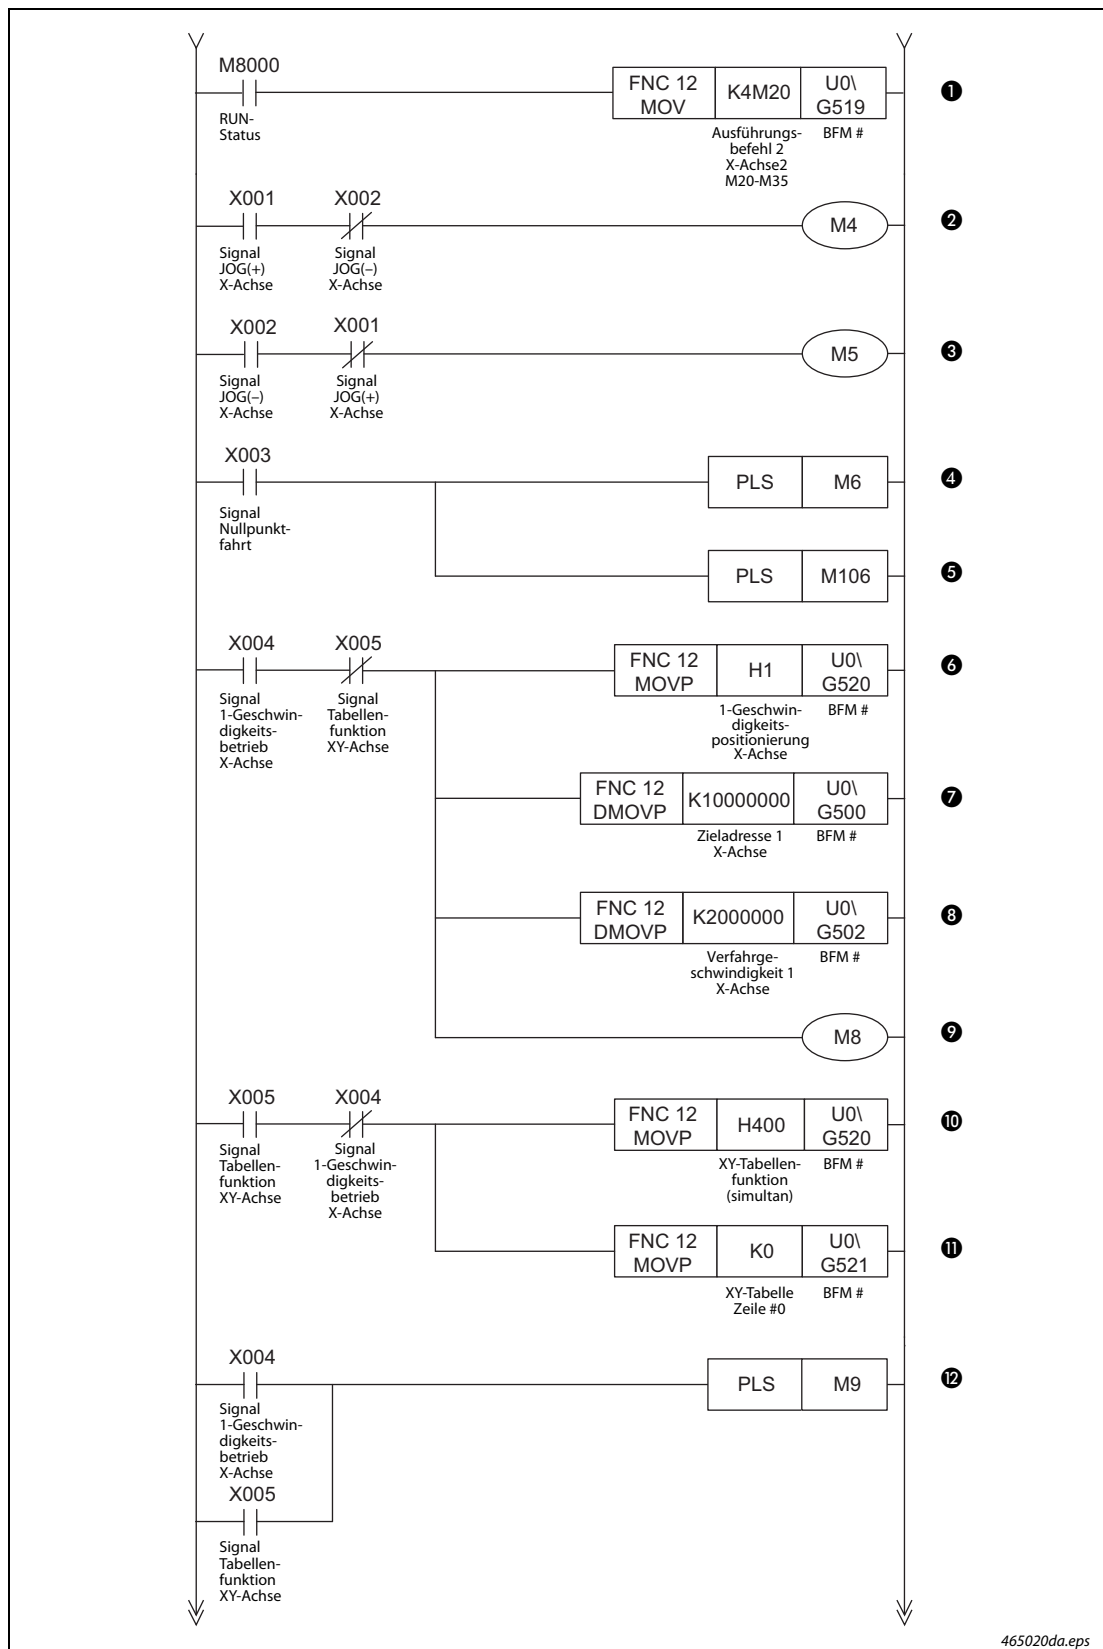 M8000
FNC 12
MOV
K4M20
U0\
G519
❶
RUN-
Status
Ausführungs-
befehl 2
X-Achse2
M20-M35
BFM #
X001
X002
M4
❷
Signal
JOG(+)
X-Achse
Signal
JOG(–)
X-Achse
X002
X001
M5
❸
Signal
JOG(–)
X-Achse
Signal
JOG(+)
X-Achse
X003
PLS
M6
❹
Signal
Nullpunkt-
fahrt
PLS
M106
❺
X004
X005
FNC 12
MOVP
H1
U0\
G520
❻
Signal
1-Geschwin-
digkeits-
betrieb
X-Achse
Signal
Tabellen-
funktion
XY-Achse
1-Geschwin-
digkeits-
positionierung
X-Achse
BFM #
FNC 12
DMOVP
K10000000
U0\
G500
❼
Zieladresse 1
X-Achse
BFM #
FNC 12
DMOVP
K2000000
U0\
G502
❽
Verfahrge-
schwindigkeit 1
X-Achse
BFM #
M8
❾
X005
X004
FNC 12
MOVP
H400
U0\
G520
❿
Signal
Tabellen-
funktion
XY-Achse
Signal
1-Geschwin-
digkeits-
betrieb
X-Achse
XY-Tabellen-
funktion
(simultan)
BFM #
FNC 12
MOVP
K0
U0\
G521
⓫
XY-Tabelle
Zeile #0
BFM #
X004
PLS
M9
⓬
Signal
1-Geschwin-
digkeits-
betrieb
X-Achse
X005
Signal
Tabellen-
funktion
XY-Achse
465020da.eps